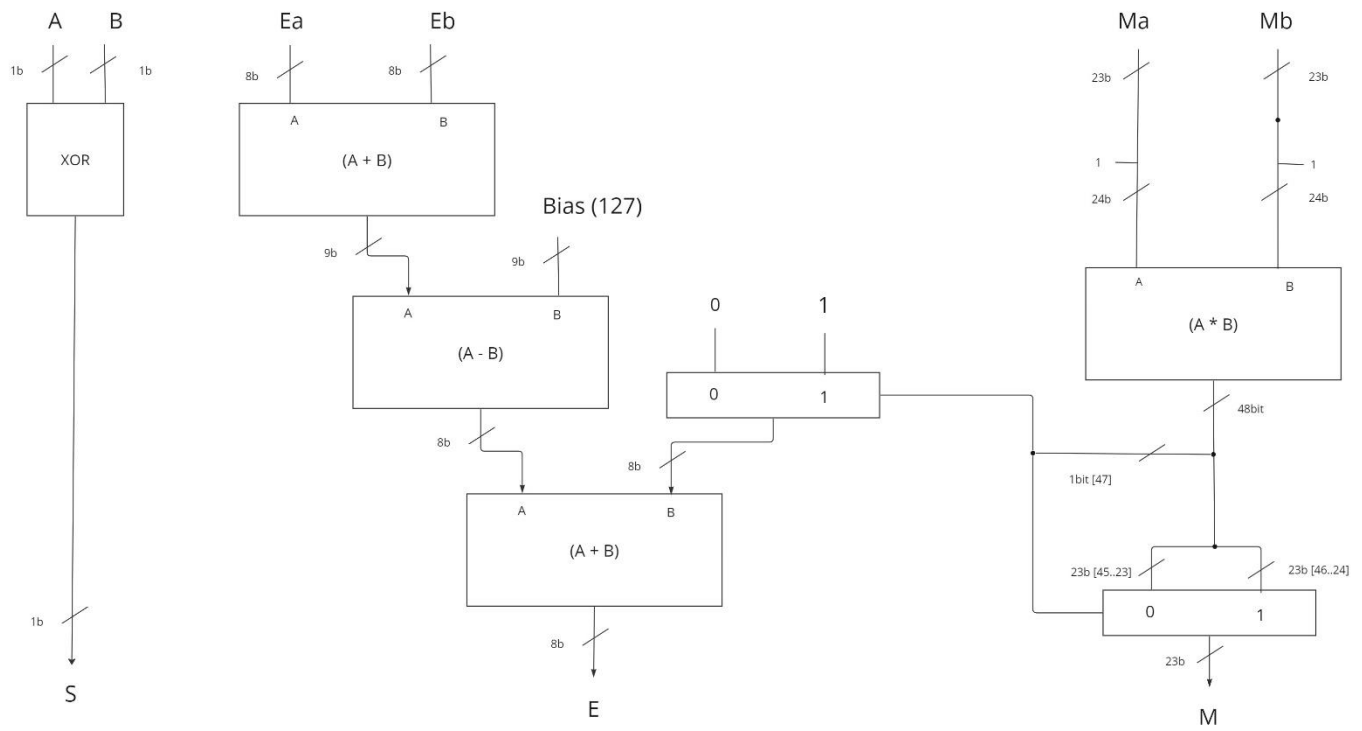 A B
1b 1b
XOR
1b
S
Ea Eb
8b 8b
A B
(A + B)
9b
Bias (127)
9b
A B
(A - B)
8b
0 1
0 1
8b
A B
(A + B)
8b
E
Ma Mb
23b 23b
1 1
24b 24b
A B
(A * B)
48bit
1bit [47]
23b [45..23] 23b [46..24]
0 1
23b
M